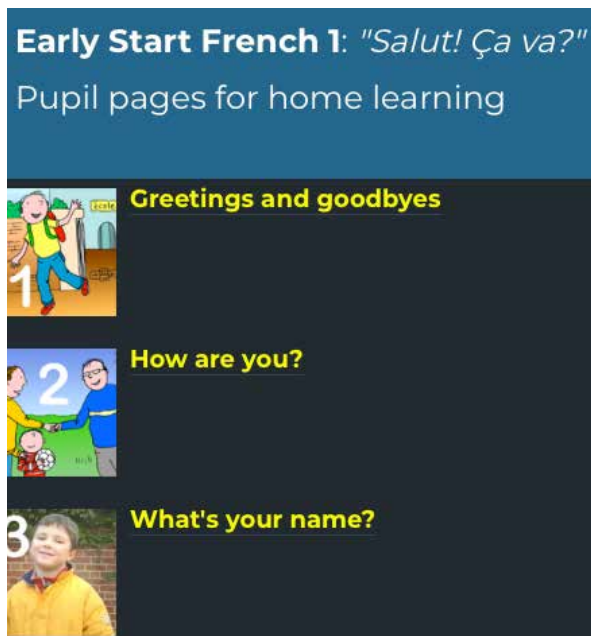 Early Start French 1: "Salut! Ça va?"
Pupil pages for home learning
école
1
Greetings and goodbyes
2
How are you?
3
What's your name?